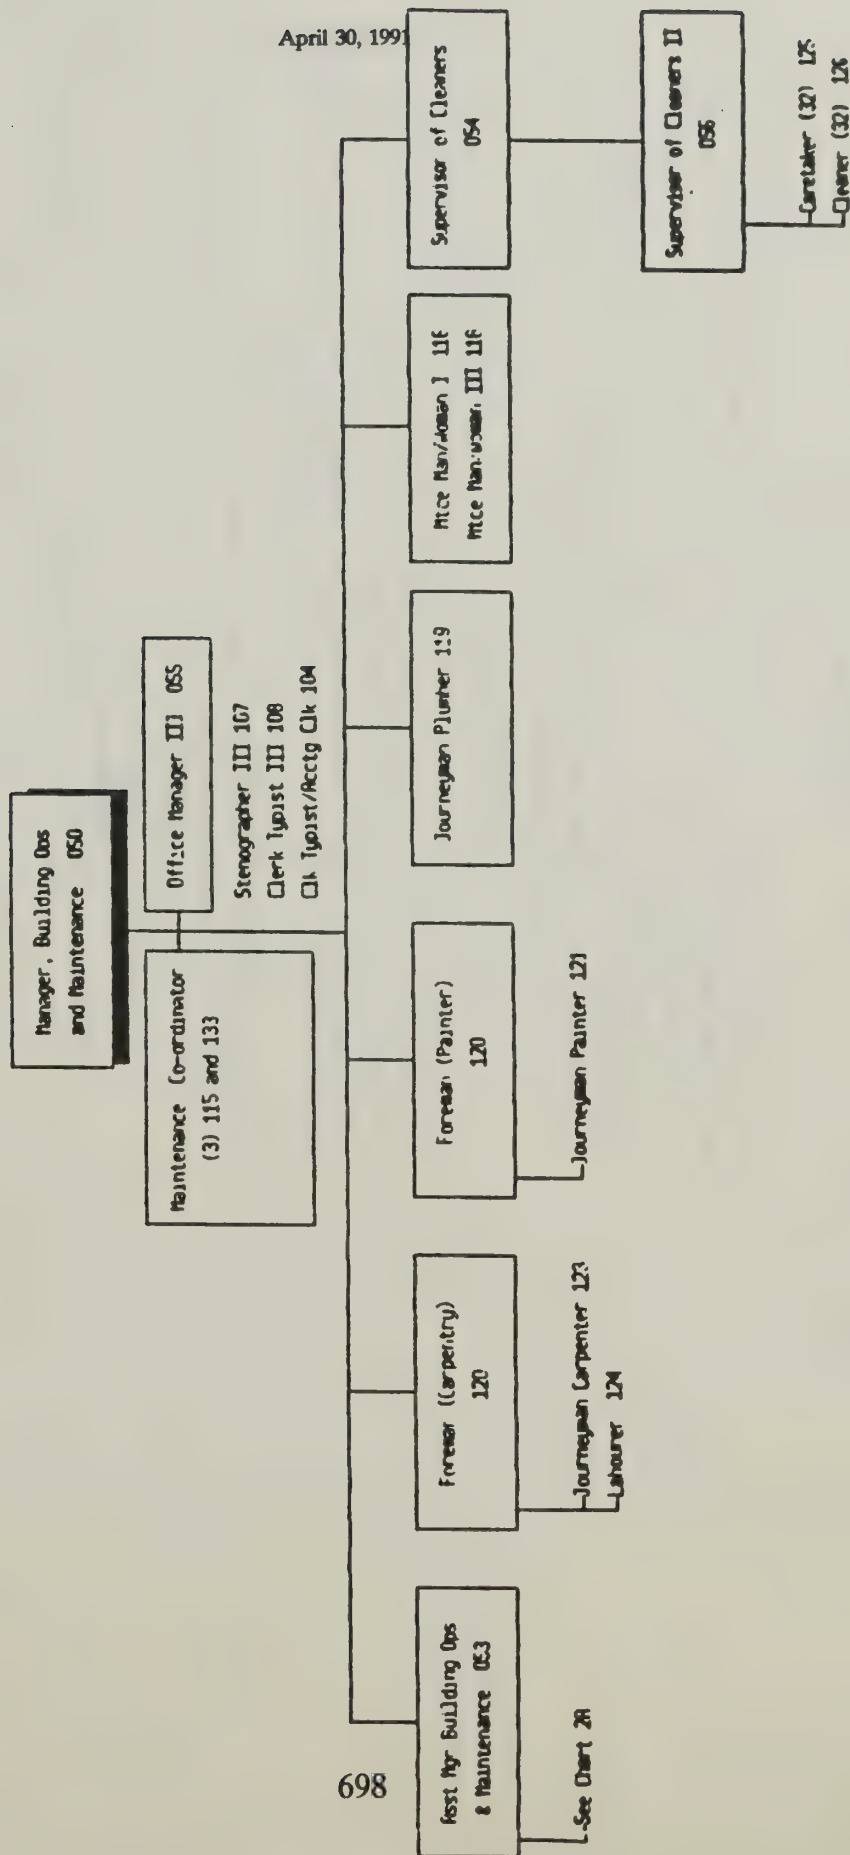 April 30, 1991
Manager, Building Ops
and Maintenance 050
Maintenance Co-ordinator
(3) 115 and 133
Office Manager III 055
Stenographer III 107
Clerk Typist III 108
Clk Typist/Acctg Clk 104
Asst Mgr Building Ops
& Maintenance 053
See Chart 2A
Foreman (Carpentry)
120
Journeyman Carpenter 123
Labourer 124
Foreman (Painter)
120
Journeyman Painter 121
Journeyman Plumber 119
Mtce Man/Woman I 116
Mtce Man/Woman III 116
Supervisor of Cleaners
054
Supervisor of Cleaners II
056
Caretaker (32) 125
Cleaner (32) 126
698